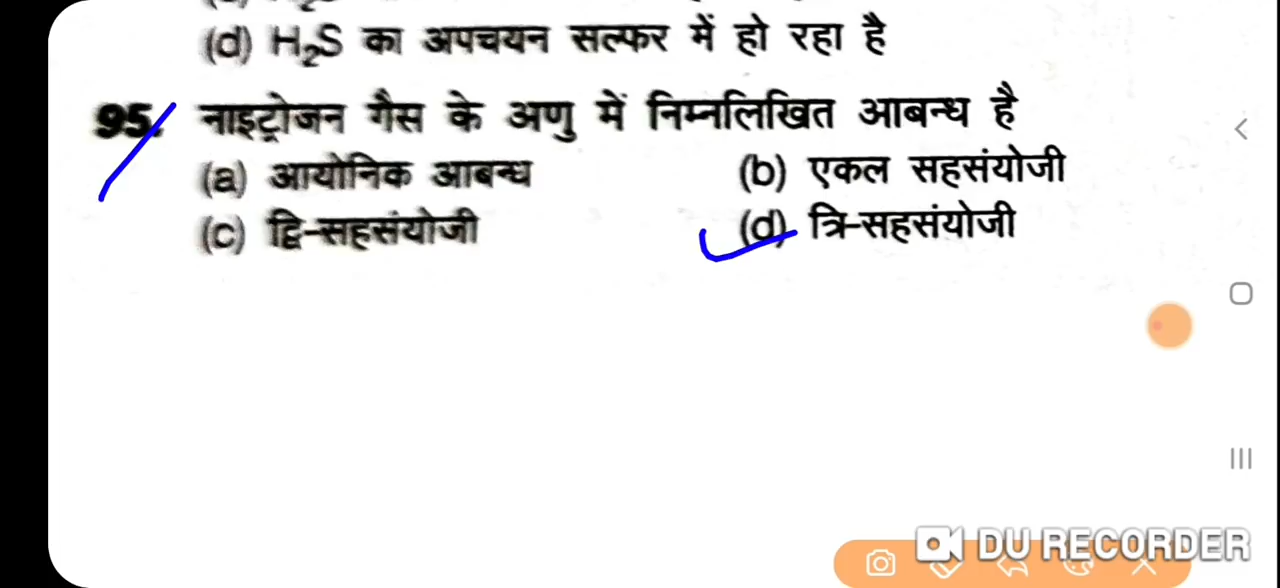 (d) H₂S का अपचयन सल्फर में हो रहा है
95. नाइट्रोजन गैस के अणु में निम्नलिखित आबन्ध है
(a) आयोनिक आबन्ध (b) एकल सहसंयोजी
(c) द्वि-सहसंयोजी (d) त्रि-सहसंयोजी
DU RECORDER